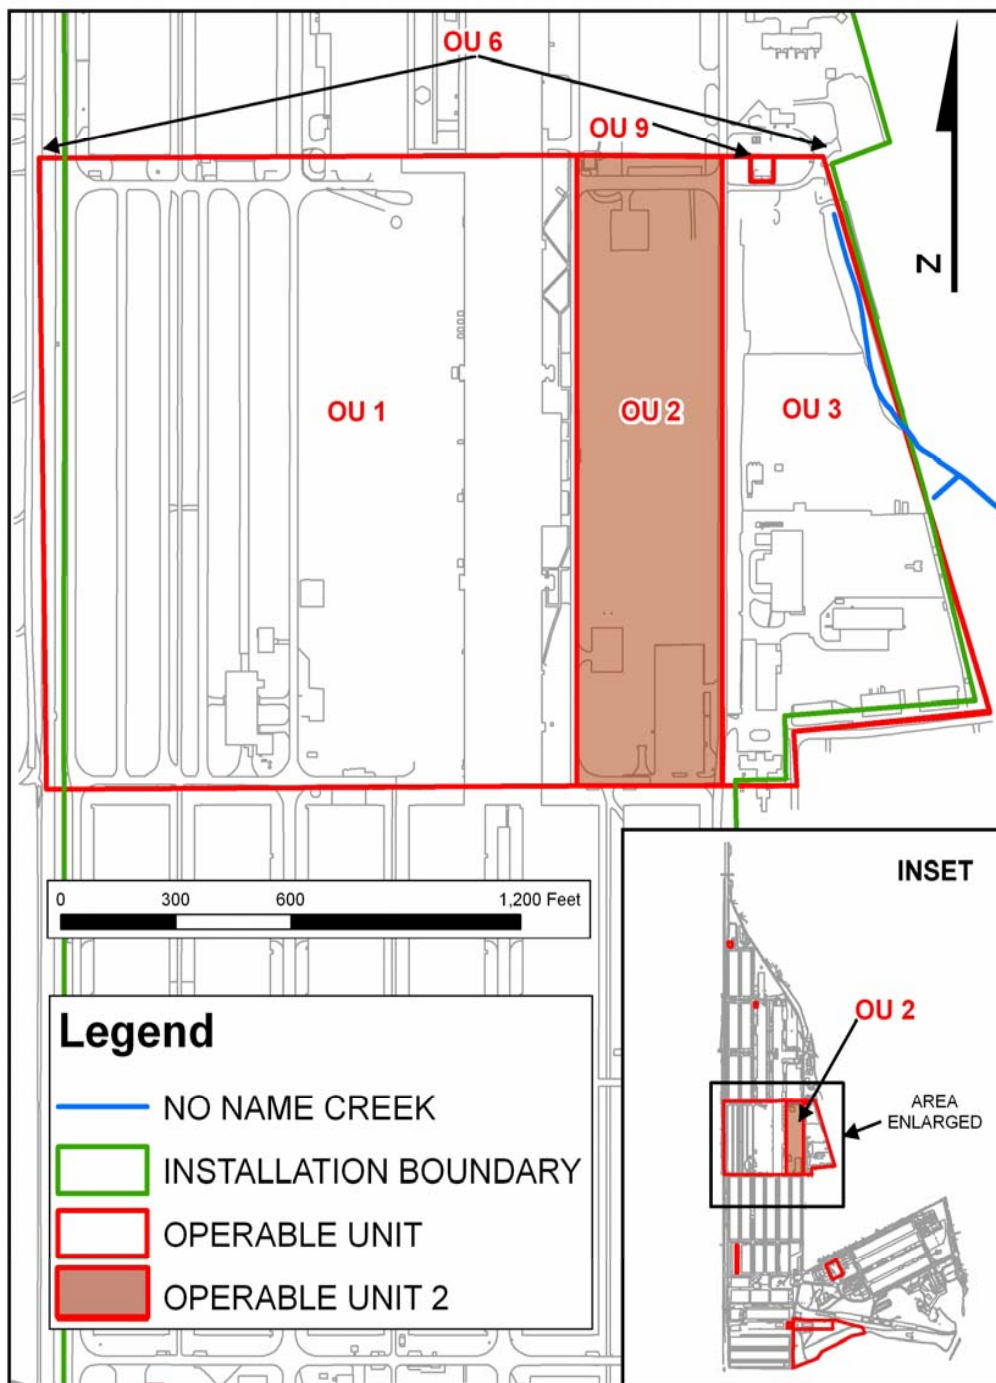 OU 6
OU 9
N
OU 1
OU 2
OU 3
0 300 600 1,200 Feet
Legend
NO NAME CREEK
INSTALLATION BOUNDARY
OPERABLE UNIT
OPERABLE UNIT 2
INSET
OU 2
AREA
ENLARGED